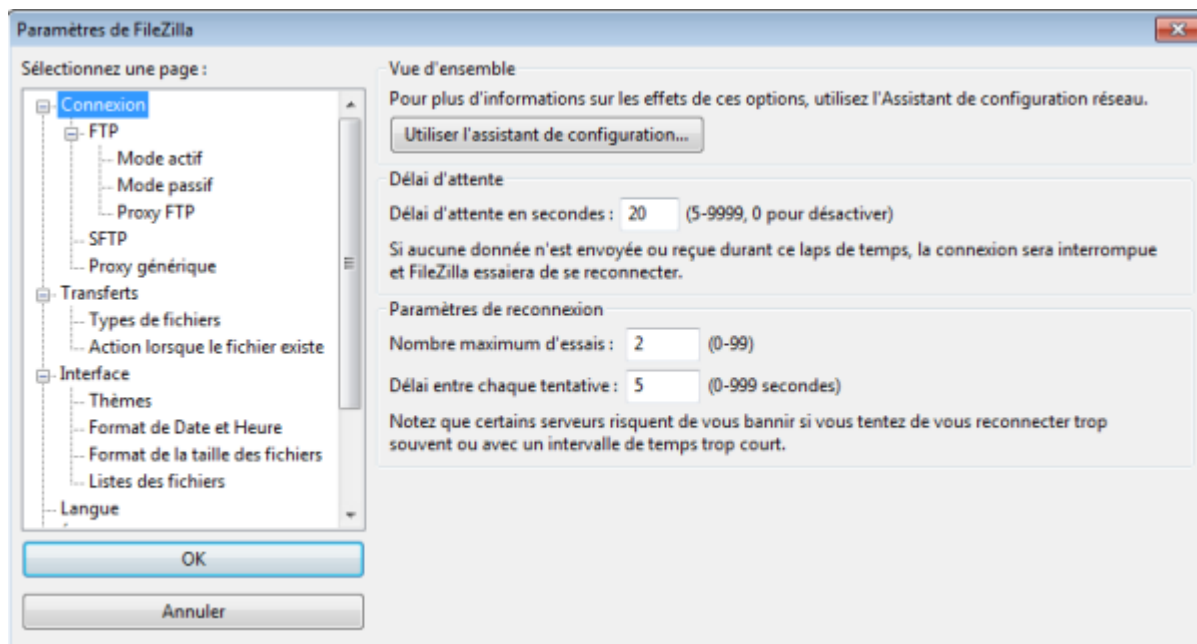 Paramètres de FileZilla
Sélectionnez une page :
Connexion
FTP
Mode actif
Mode passif
Proxy FTP
SFTP
Proxy générique
Transferts
Types de fichiers
Action lorsque le fichier existe
Interface
Thèmes
Format de Date et Heure
Format de la taille des fichiers
Listes des fichiers
Langue
OK
Annuler
Vue d'ensemble
Pour plus d'informations sur les effets de ces options, utilisez l'Assistant de configuration réseau.
Utiliser l'assistant de configuration...
Délai d'attente
Délai d'attente en secondes : 20 (5-9999, 0 pour désactiver)
Si aucune donnée n'est envoyée ou reçue durant ce laps de temps, la connexion sera interrompue
et FileZilla essaiera de se reconnecter.
Paramètres de reconnexion
Nombre maximum d'essais : 2 (0-99)
Délai entre chaque tentative : 5 (0-999 secondes)
Notez que certains serveurs risquent de vous bannir si vous tentez de vous reconnecter trop
souvent ou avec un intervalle de temps trop court.